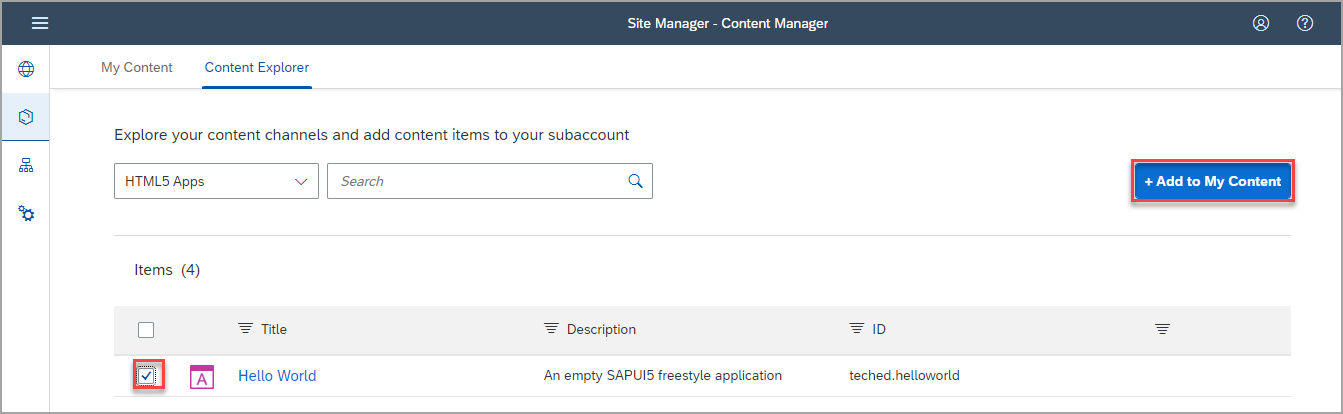 Site Manager - Content Manager
My Content Content Explorer
Explore your content channels and add content items to your subaccount
HTML5 Apps Search + Add to My Content
Items (4)
Title Description ID
A Hello World An empty SAPUI5 freestyle application teched.helloworld